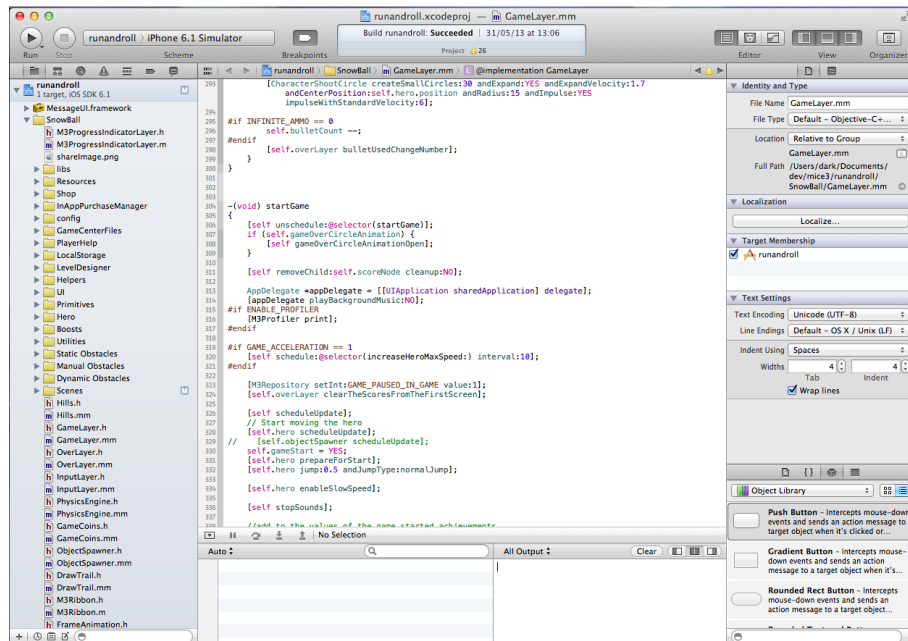 runandroll.xcodeproj — GameLayer.mm
runandroll iPhone 6.1 Simulator
Build runandroll: Succeeded | 31/05/13 at 13:06
Project 26
Run Stop Scheme Breakpoints Editor View Organizer
runandroll
1 target, iOS SDK 6.1
MessageUI.framework
SnowBall
M3ProgressIndicatorLayer.h
M3ProgressIndicatorLayer.m
shareImage.png
libs
Resources
Shop
InAppPurchaseManager
config
GameCenterFiles
PlayerHelp
LocalStorage
LevelDesigner
Helpers
UI
Primitives
Hero
Boosts
Utilities
Static Obstacles
Manual Obstacles
Dynamic Obstacles
Scenes
Hills.h
Hills.mm
GameLayer.h
GameLayer.mm
OverLayer.h
OverLayer.mm
InputLayer.h
InputLayer.mm
PhysicsEngine.h
PhysicsEngine.mm
GameCoins.h
GameCoins.mm
ObjectSpawner.h
ObjectSpawner.mm
DrawTrail.h
DrawTrail.mm
M3Ribbon.h
M3Ribbon.m
FrameAnimation.h
runandroll SnowBall GameLayer.mm @implementation GameLayer
293 [CharacterShootCircle createSmallCircles:30 andExpand:YES andExpandVelocity:1.7
andCenterPosition:self.hero.position andRadius:15 andImpulse:YES
impulseWithStandardVelocity:6];
294
295 #if INFINITE_AMMO == 0
296 self.bulletCount --;
297 #endif
298 [self.overLayer bulletUsedChangeNumber];
299 }
300 }
301
302
303
304 -(void) startGame
305 {
306 [self unschedule:@selector(startGame)];
307 if (self.gameOverCircleAnimation) {
308 [self gameOverCircleAnimationOpen];
309 }
310
311 [self removeChild:self.scoreNode cleanup:NO];
312
313 AppDelegate *appDelegate = [[UIApplication sharedApplication] delegate];
314 [appDelegate playBackgroundMusic:NO];
315 #if ENABLE_PROFILER
316 [M3Profiler print];
317 #endif
318
319 #if GAME_ACCELERATION == 1
320 [self schedule:@selector(increaseHeroMaxSpeed:) interval:10];
321 #endif
322
323 [M3Repository setInt:GAME_PAUSED_IN_GAME value:1];
324 [self.overLayer clearTheScoresFromTheFirstScreen];
325
326 [self scheduleUpdate];
327 // Start moving the hero
328 [self.hero scheduleUpdate];
329 // [self.objectSpawner scheduleUpdate];
330 self.gameStart = YES;
331 [self.hero prepareForStart];
332 [self.hero jump:0.5 andJumpType:normalJump];
333
334 [self.hero enableSlowSpeed];
335
336 [self stopSounds];
337
338 //add to the values of the game started achievements
No Selection
Auto
All Output
Clear
Identity and Type
File Name GameLayer.mm
File Type Default - Objective-C+...
Location Relative to Group
GameLayer.mm
Full Path /Users/dark/Documents/
dev/mice3/runandroll/
SnowBall/GameLayer.mm
Localization
Localize...
Target Membership
runandroll
Text Settings
Text Encoding Unicode (UTF-8)
Line Endings Default - OS X / Unix (LF)
Indent Using Spaces
Widths 4 4
Tab Indent
Wrap lines
{ }
Object Library
Push Button - Intercepts mouse-down
events and sends an action message to a
target object when it's clicked or...
Gradient Button - Intercepts mouse-
down events and sends an action
message to a target object when it's...
Rounded Rect Button - Intercepts
mouse-down events and sends an
action message to a target object...